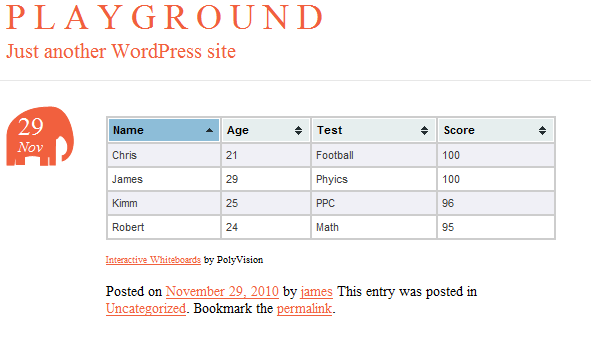 PLAYGROUND
Just another WordPress site
29
Nov
Name Age Test Score
Chris 21 Football 100
James 29 Phyics 100
Kimm 25 PPC 96
Robert 24 Math 95
Interactive Whiteboards by PolyVision
Posted on November 29, 2010 by james This entry was posted in
Uncategorized. Bookmark the permalink.